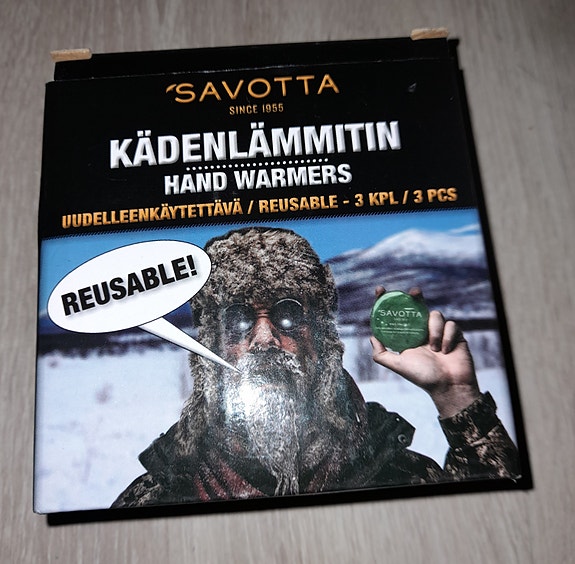 SAVOTTA
SINCE 1955
KÄDENLÄMMITIN
HAND WARMERS
UUDELLEENKÄYTETTÄVÄ / REUSABLE - 3 KPL / 3 PCS
REUSABLE!
SAVOTTA